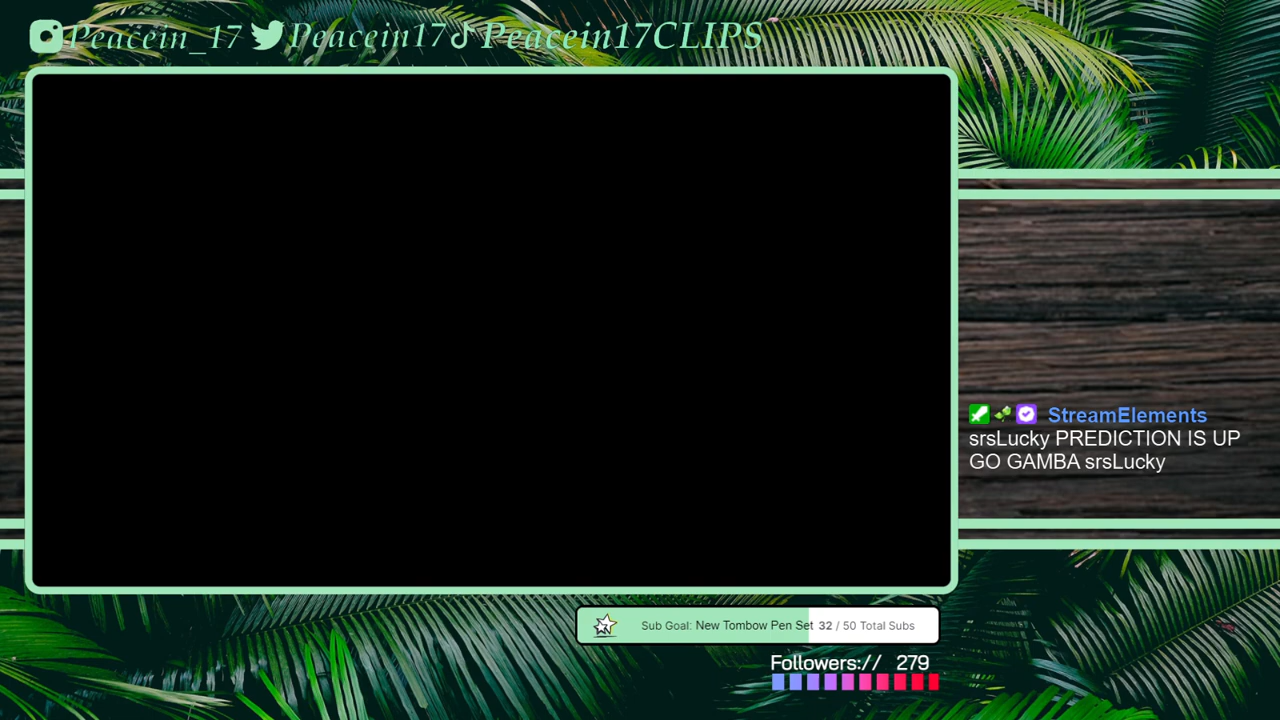 Peacein_17 Peacein17 Peacein17CLIPS
StreamElements
srsLucky PREDICTION IS UP
GO GAMBA srsLucky
Sub Goal: New Tombow Pen Set 32 / 50 Total Subs
Followers:// 279